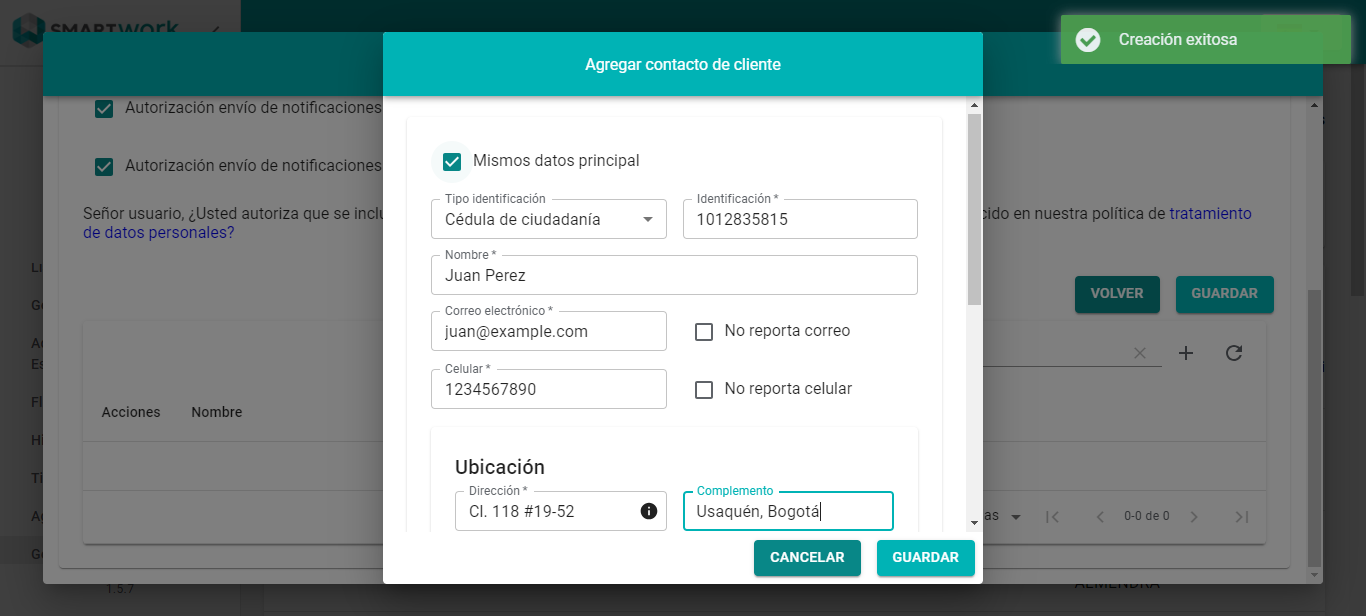 SMARTWORK
Creación exitosa
Agregar contacto de cliente
Autorización envío de notificaciones
Mismos datos principal
Autorización envío de notificaciones
Tipo identificación
Identificación *
Cédula de ciudadanía
1012835815
Señor usuario, ¿Usted autoriza que se
en nuestra política de tratamiento
de datos personales?
Nombre *
Juan Perez
VOLVER
GUARDAR
Correo electrónico *
juan@example.com
No reporta correo
Celular *
1234567890
No reporta celular
Acciones
Nombre
Ubicación
Dirección *
Complemento
Cl. 118 #19-52
Usaquén, Bogotá
0-0 de 0
CANCELAR
GUARDAR
1.5.7